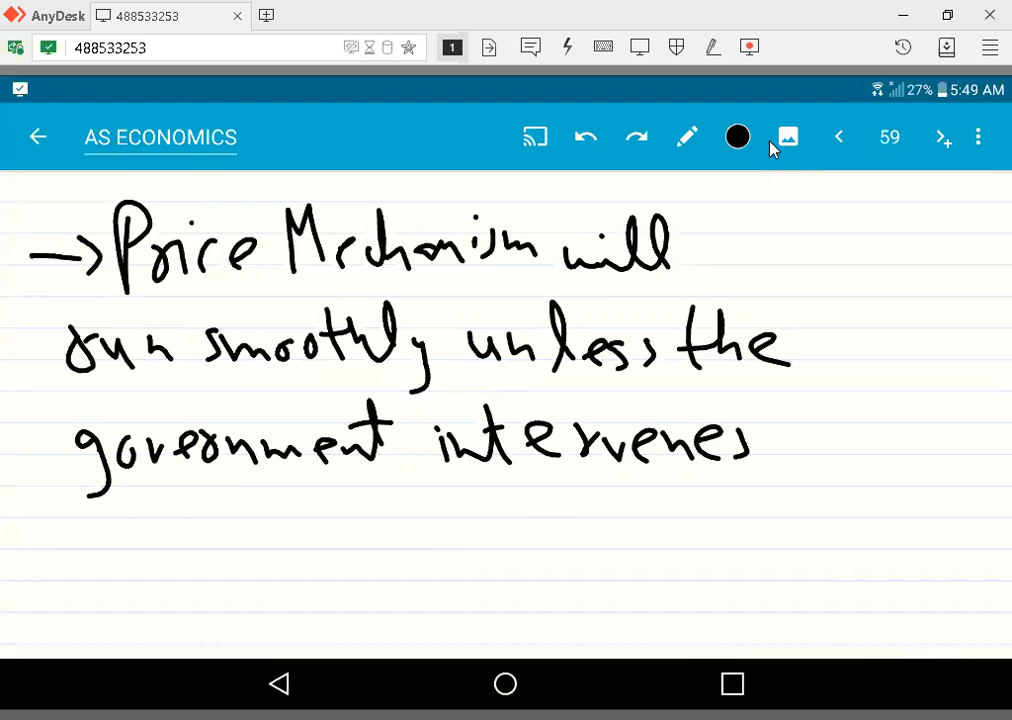 AnyDesk
488533253
488533253
1
27% 5:49 AM
AS ECONOMICS
59
→ Price Mechanism will
run smoothly unless the
government intervenes